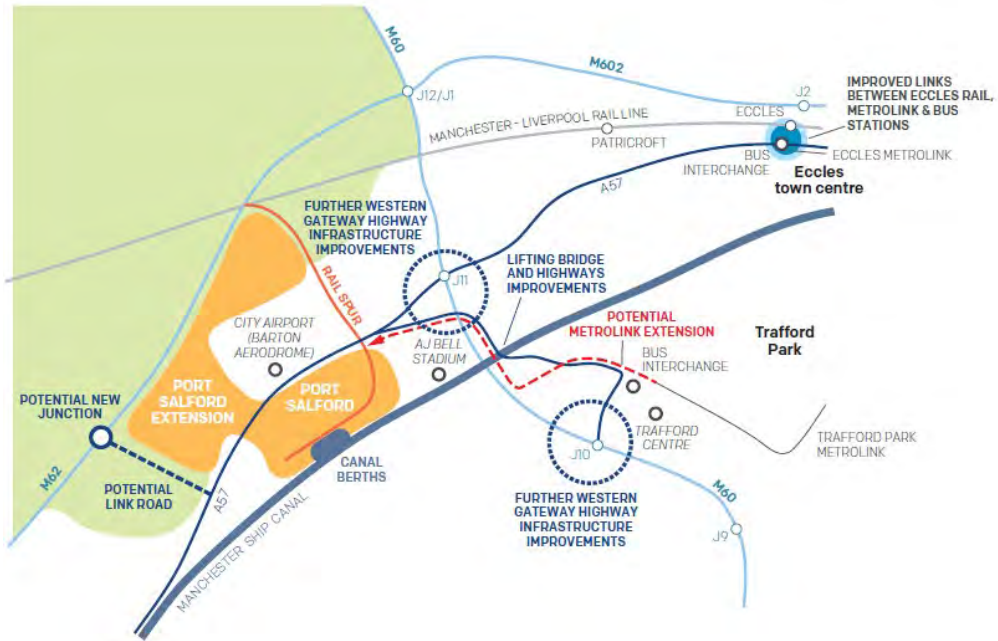 M60
M602
J12/J1
J2
IMPROVED LINKS
BETWEEN ECCLES RAIL,
METROLINK & BUS
STATIONS
ECCLES
MANCHESTER - LIVERPOOL RAIL LINE
PATRICROFT
BUS
INTERCHANGE
ECCLES METROLINK
Eccles
town centre
A57
FURTHER WESTERN
GATEWAY HIGHWAY
INFRASTRUCTURE
IMPROVEMENTS
J11
LIFTING BRIDGE
AND HIGHWAYS
IMPROVEMENTS
RAIL SPUR
CITY AIRPORT
(BARTON
AERODROME)
AJ BELL
STADIUM
POTENTIAL
METROLINK EXTENSION
Trafford
Park
BUS
INTERCHANGE
PORT
SALFORD
EXTENSION
PORT
SALFORD
POTENTIAL NEW
JUNCTION
TRAFFORD
CENTRE
TRAFFORD PARK
METROLINK
J10
CANAL
BERTHS
M62
POTENTIAL
LINK ROAD
A57
MANCHESTER SHIP CANAL
FURTHER WESTERN
GATEWAY HIGHWAY
INFRASTRUCTURE
IMPROVEMENTS
M60
J9